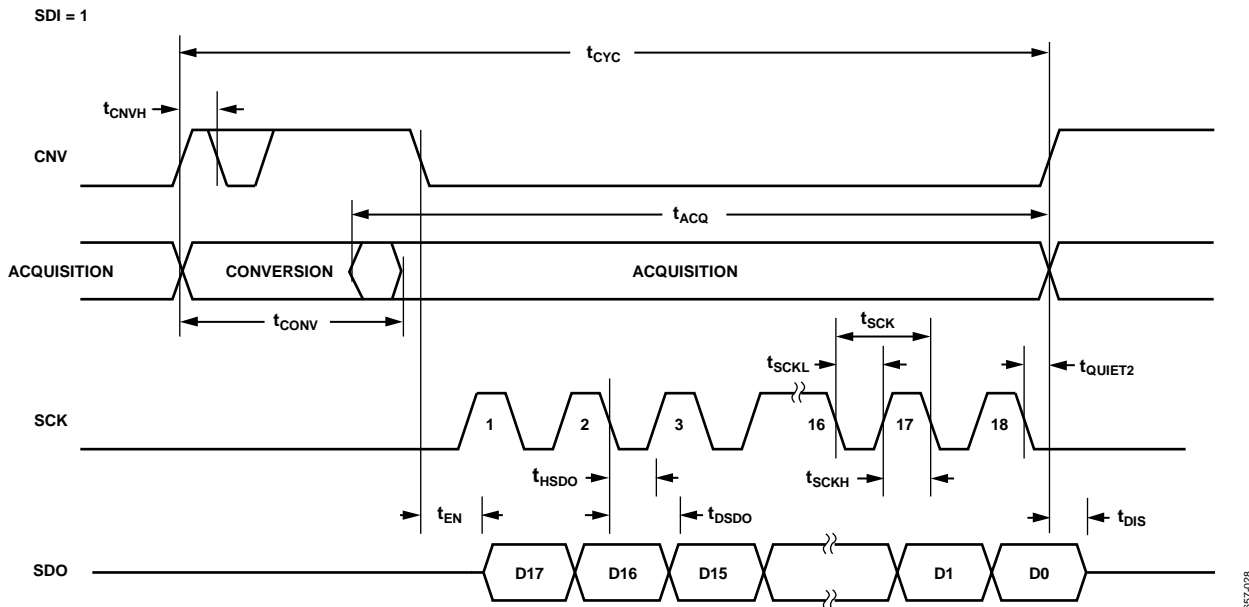 SDI = 1
tCYC
tCNVH
CNV
tACQ
ACQUISITION
CONVERSION
ACQUISITION
tCONV
tSCK
tSCKL
tQUIET2
SCK
1
2
3
16
17
18
tHSDO
tSCKH
tEN
tDSDO
tDIS
SDO
D17
D16
D15
D1
D0